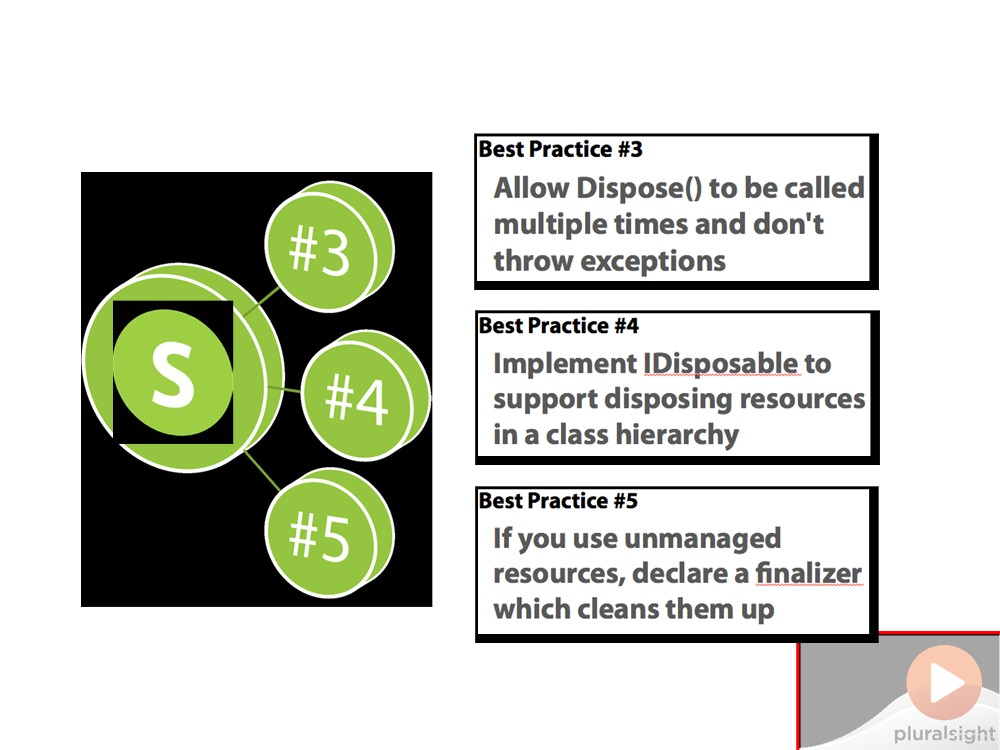 Best Practice #3
Allow Dispose() to be called
multiple times and don't
throw exceptions
#3
S
#4
#5
Best Practice #4
Implement IDisposable to
support disposing resources
in a class hierarchy
Best Practice #5
If you use unmanaged
resources, declare a finalizer
which cleans them up
pluralsight